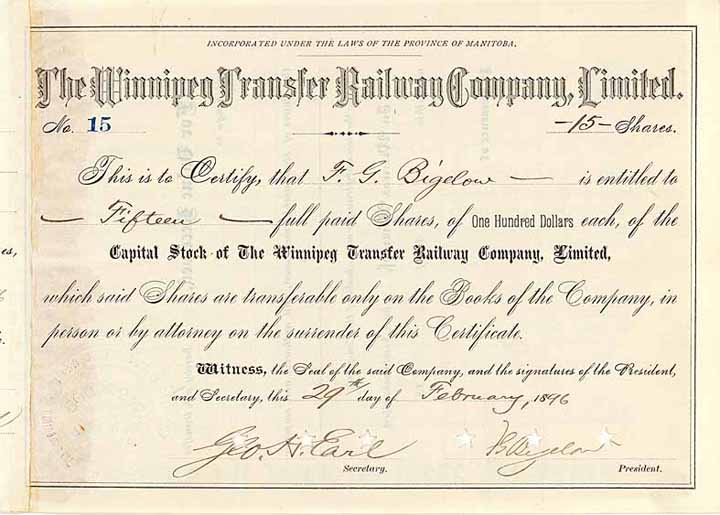 INCORPORATED UNDER THE LAWS OF THE PROVINCE OF MANITOBA.
The Winnipeg Transfer Railway Company, Limited.
No. 15 -15- Shares.
This is to Certify, that F. G. Bigelow is entitled to
Fifteen full paid Shares, of One Hundred Dollars each, of the
Capital Stock of The Winnipeg Transfer Railway Company, Limited,
which said Shares are transferable only on the Books of the Company, in
person or by attorney on the surrender of this Certificate.
Witness, the Seal of the said Company, and the signatures of the President,
and Secretary, this 29th day of February, 1896
Geo. H. Earl Bigelow
Secretary. President.